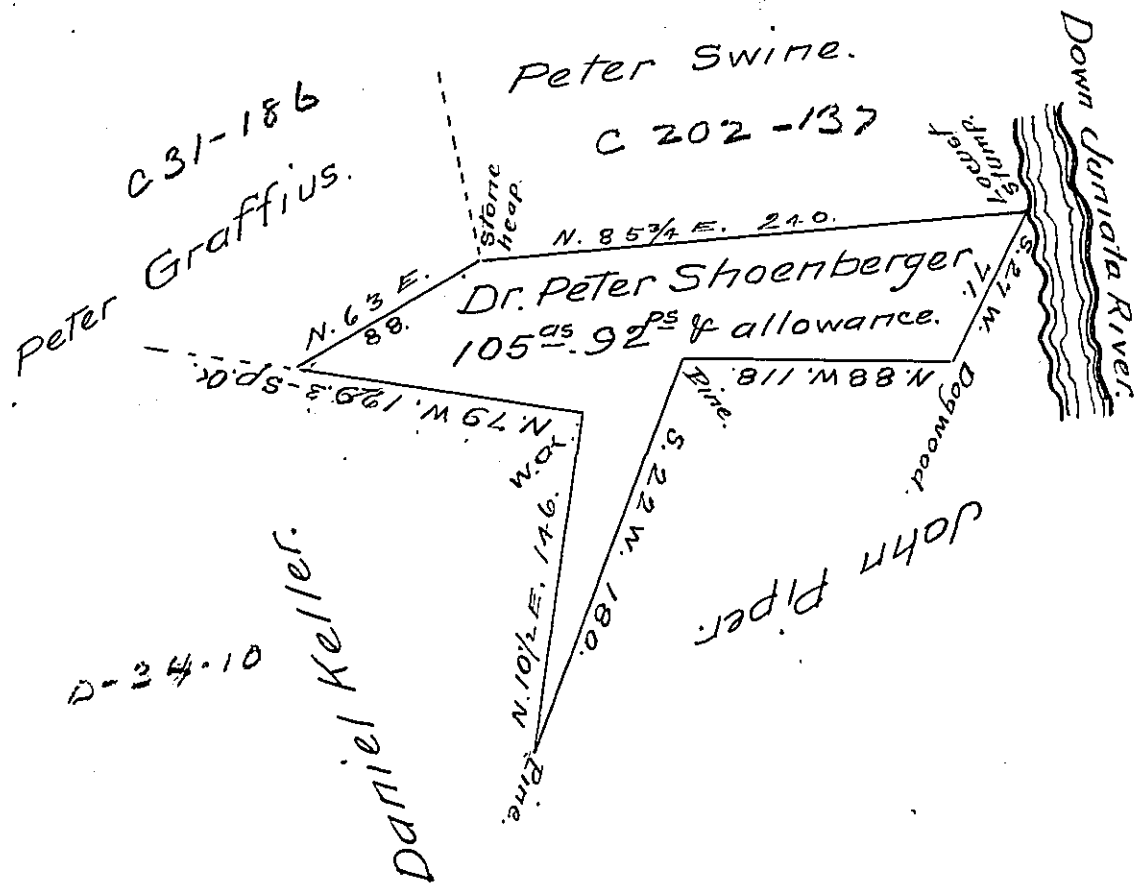 Peter Swine.
C 202-137
C31-186
Peter Graffius.
Down Juniata River.
Locust
stump.
stone
heap.
N. 85¾ E. 240.
N. 63 E.
88.
Dr. Peter Shoenberger
105as. 92ps & allowance.
S. 27 W.
71.
Dogwood.
N. 88 W. 118.
Pine.
S. 22 W. 180.
John Piper.
Sp. Or.
N. 79 W. 129.3
W. O.
N. 10½ E. 146.
Pine.
Daniel Keller.
D-34-10